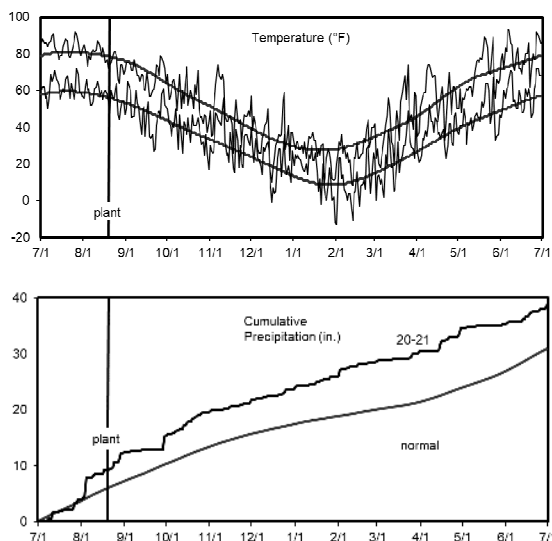 100
Temperature (°F)
80
60
40
20
0
plant
-20
7/1 8/1 9/1 10/1 11/1 12/1 1/1 2/1 3/1 4/1 5/1 6/1 7/1
40
Cumulative
Precipitation (in.)
20-21
30
20
plant
normal
10
0
7/1 8/1 9/1 10/1 11/1 12/1 1/1 2/1 3/1 4/1 5/1 6/1 7/